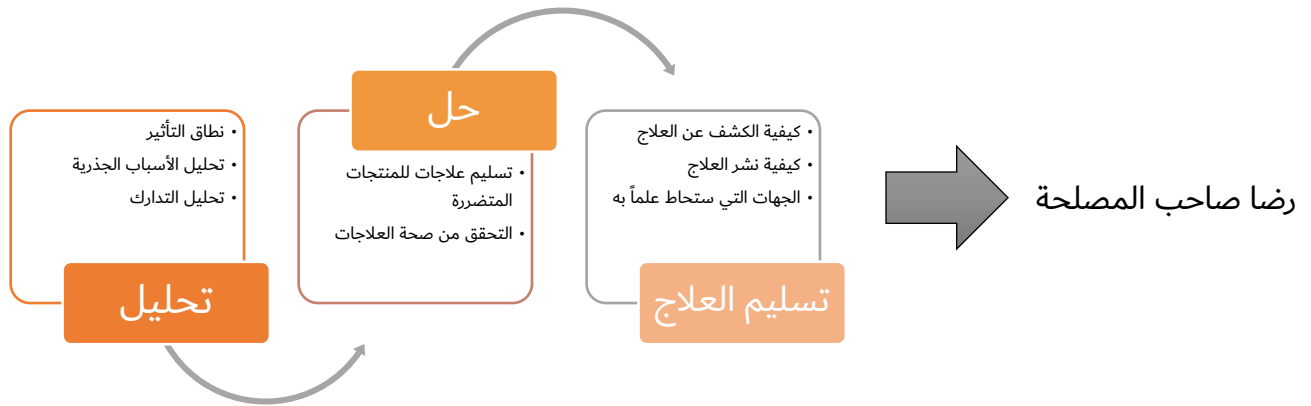 • نطاق التأثير
• تحليل الأسباب الجذرية
• تحليل التدارك
تحليل
حل
• تسليم علاجات للمنتجات
المتضررة
• التحقق من صحة العلاجات
• كيفية الكشف عن العلاج
• كيفية نشر العلاج
• الجهات التي ستحاط علماً به
تسليم العلاج
رضا صاحب المصلحة